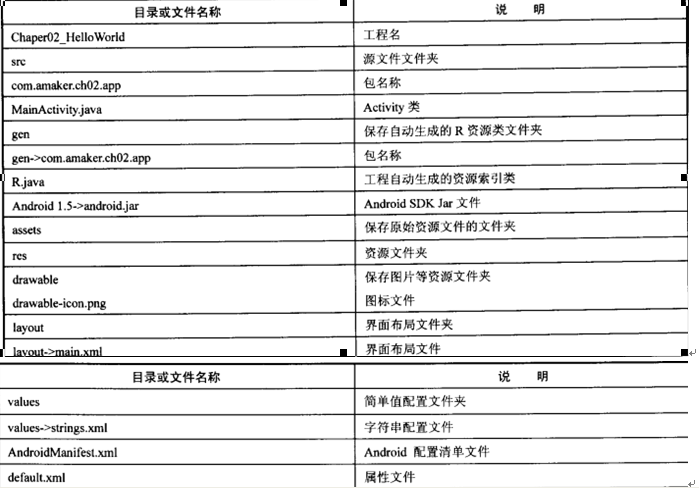 目录或文件名称 说 明
Chaper02_HelloWorld 工程名
src 源文件文件夹
com.amaker.ch02.app 包名称
MainActivity.java Activity 类
gen 保存自动生成的 R 资源类文件夹
gen->com.amaker.ch02.app 包名称
R.java 工程自动生成的资源索引类
Android 1.5->android.jar Android SDK Jar 文件
assets 保存原始资源文件的文件夹
res 资源文件夹
drawable 保存图片等资源文件夹
drawable-icon.png 图标文件
layout 界面布局文件夹
layout->main.xml 界面布局文件
目录或文件名称 说 明
values 简单值配置文件夹
values->strings.xml 字符串配置文件
AndroidManifest.xml Android 配置清单文件
default.xml 属性文件